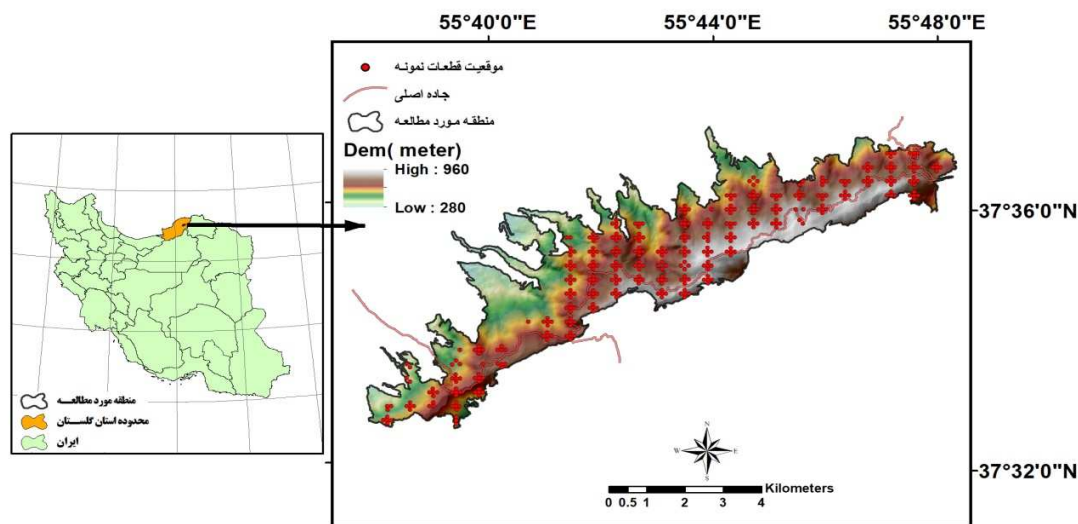 55°40'0"E 55°44'0"E 55°48'0"E
موقعیت قطعات نمونه
جاده اصلی
منطقه مورد مطالعه
Dem( meter)
High : 960
Low : 280
37°36'0"N
37°32'0"N
منطقه مورد مطالعه
محدوده استان گلستان
ایران
N
W E
S
Kilometers
0 0.5 1 2 3 4